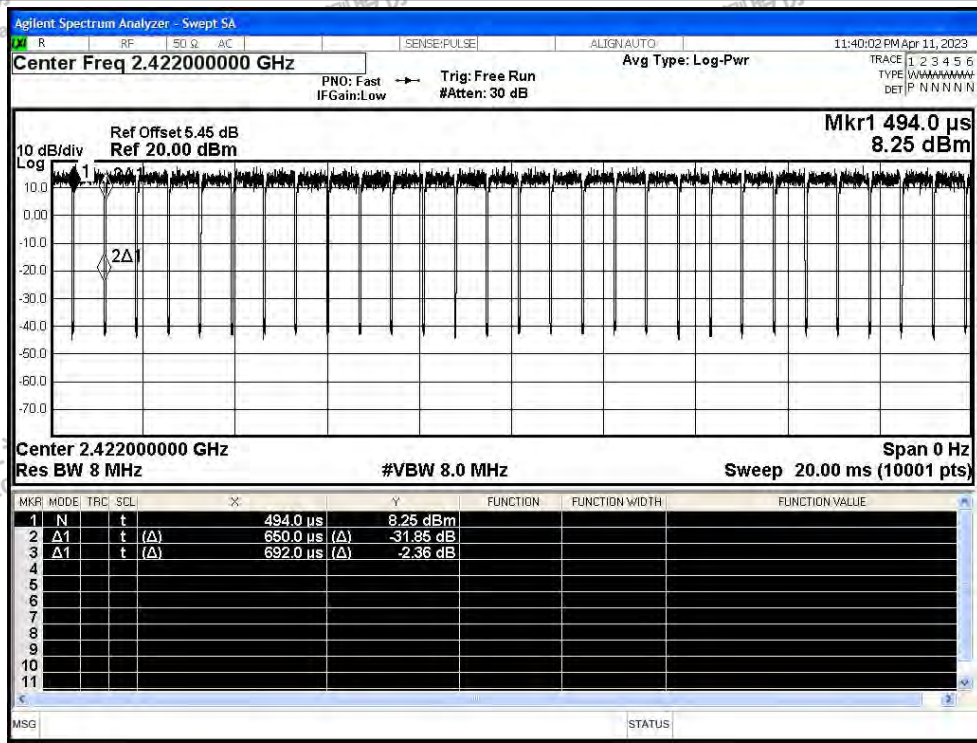 Agilent Spectrum Analyzer - Swept SA
R RF 50 Ω AC SENSE:PULSE ALIGN AUTO 11:40:02 PM Apr 11, 2023
Center Freq 2.422000000 GHz Avg Type: Log-Pwr TRACE 1 2 3 4 5 6
PNO: Fast Trig: Free Run TYPE WWWWWW
IFGain:Low #Atten: 30 dB DET P N N N N N
Mkr1 494.0 µs
Ref Offset 5.45 dB
10 dB/div Ref 20.00 dBm 8.25 dBm
Log
1
10.0
0.00
-10.0
2Δ1
-20.0
-30.0
-40.0
-50.0
-60.0
-70.0
Center 2.422000000 GHz Span 0 Hz
Res BW 8 MHz #VBW 8.0 MHz Sweep 20.00 ms (10001 pts)
MKR MODE TRC SCL X Y FUNCTION FUNCTION WIDTH FUNCTION VALUE
1 N t 494.0 µs 8.25 dBm
2 Δ1 t (Δ) 650.0 µs (Δ) -31.85 dB
3 Δ1 t (Δ) 692.0 µs (Δ) -2.36 dB
4
5
6
7
8
9
10
11
MSG STATUS